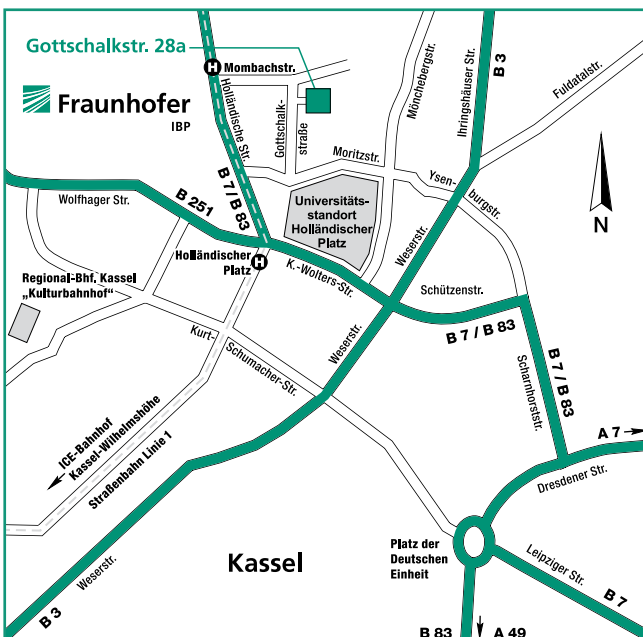 Gottschalkstr. 28a
H Mombachstr.
Fraunhofer
IBP
Holländische Str.
Gottschalk-
straße
Mönchebergstr.
Ihringshäuser Str.
B 3
Fuldatalstr.
Moritzstr.
Ysen-
burgstr.
N
Wolfhager Str.
B 251
B 7 / B 83
Universitäts-
standort
Holländischer
Platz
Holländischer
Platz
H
K.-Wolters-Str.
Weserstr.
Schützenstr.
B 7 / B 83
Regional-Bhf. Kassel
„Kulturbahnhof“
Kurt-
Schumacher-Str.
Weserstr.
Scharnhorststr.
B 7 / B 83
A 7
Dresdener Str.
ICE-Bahnhof
Kassel-Wilhelmshöhe
Straßenbahn Linie 1
Weserstr.
B 3
Kassel
Platz der
Deutschen
Einheit
Leipziger Str.
B 7
B 83
A 49